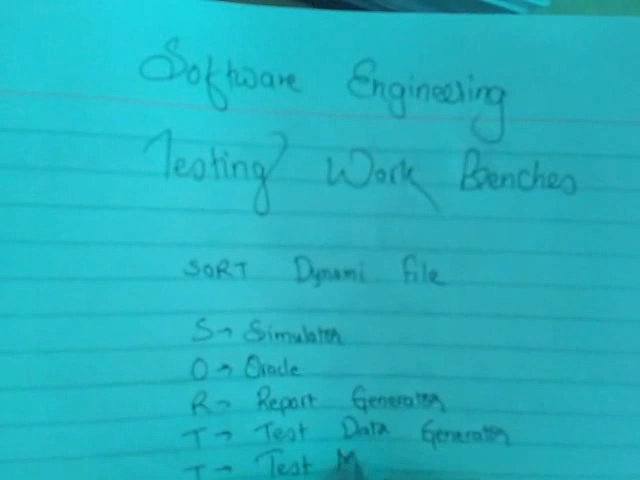 Software Engineering
Testing Work Benches
SORT Dynami File
S → Simulator
O → Oracle
R → Report Generator
T → Test Data Generator
T → Test M